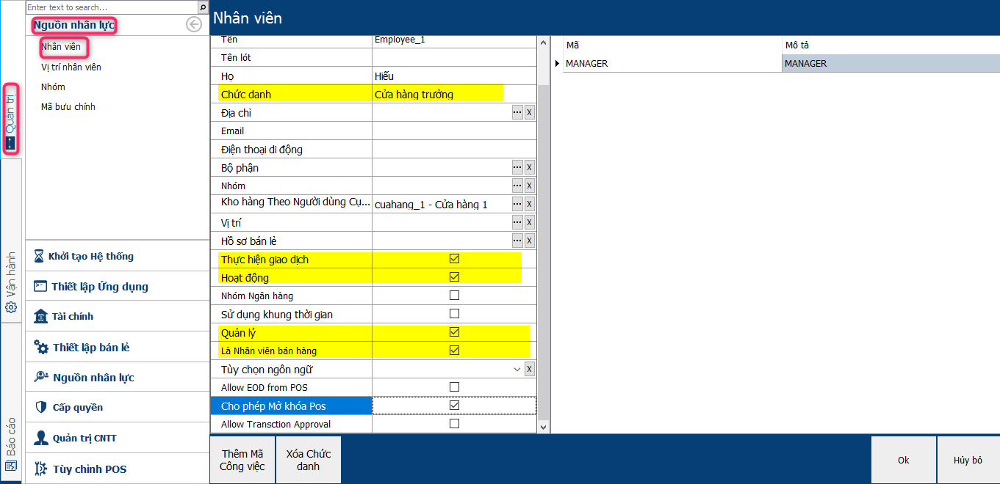 Enter text to search...
Nguồn nhân lực
Nhân viên
Vị trí nhân viên
Nhóm
Mã bưu chính
Quản trị
Vận hành
Báo cáo
Khởi tạo Hệ thống
Thiết lập Ứng dụng
Tài chính
Thiết lập bán lẻ
Nguồn nhân lực
Cấp quyền
Quản trị CNTT
Tùy chỉnh POS
Nhân viên
Tên Employee_1
Tên lót
Họ Hiếu
Chức danh Cửa hàng trưởng
Địa chỉ ... X
Email
Điện thoại di động
Bộ phận ... X
Nhóm ... X
Kho hàng Theo Người dùng Cụ... cuahang_1 - Cửa hàng 1 ... X
Vị trí ... X
Hồ sơ bán lẻ ... X
Thực hiện giao dịch
Hoạt động
Nhóm Ngân hàng
Sử dụng khung thời gian
Quản lý
Là Nhân viên bán hàng
Tùy chọn ngôn ngữ X
Allow EOD from POS
Cho phép Mở khóa Pos
Allow Transction Approval
Mã Mô tả
MANAGER MANAGER
Thêm Mã
Công việc
Xóa Chức
danh
Ok
Hủy bỏ